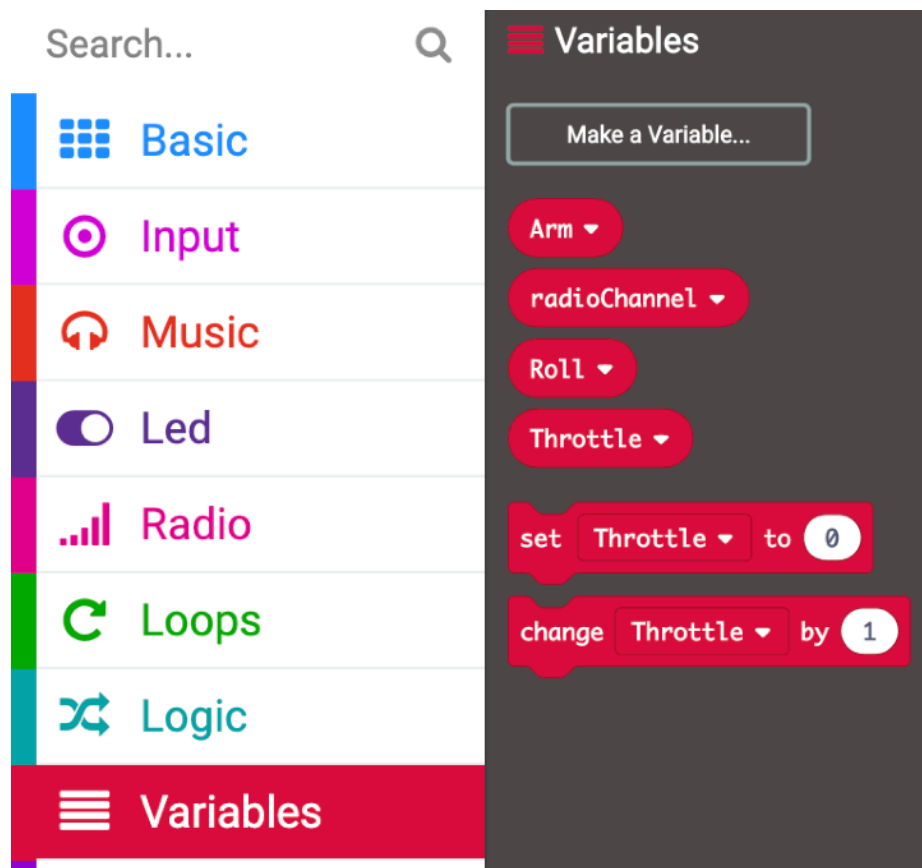 Search...
Basic
Input
Music
Led
Radio
Loops
Logic
Variables
Variables
Make a Variable...
Arm
radioChannel
Roll
Throttle
set Throttle to 0
change Throttle by 1